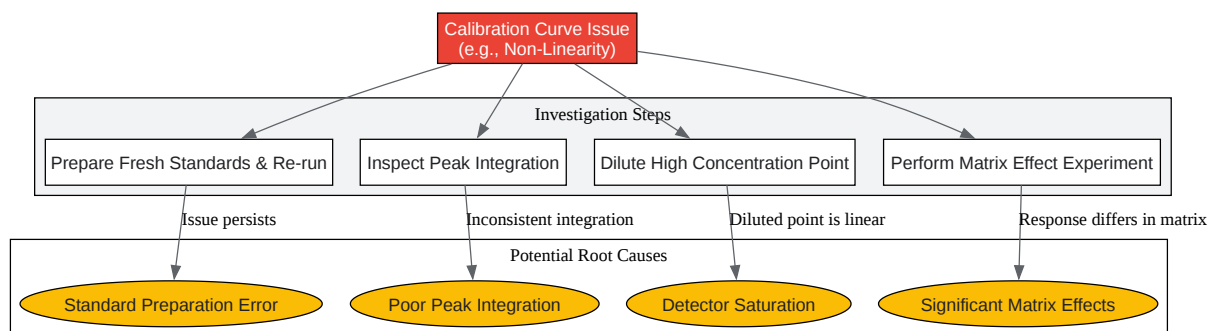 Calibration Curve Issue
(e.g., Non-Linearity)
Investigation Steps
Prepare Fresh Standards & Re-run
Inspect Peak Integration
Dilute High Concentration Point
Perform Matrix Effect Experiment
Issue persists
Inconsistent integration
Diluted point is linear
Response differs in matrix
Potential Root Causes
Standard Preparation Error
Poor Peak Integration
Detector Saturation
Significant Matrix Effects